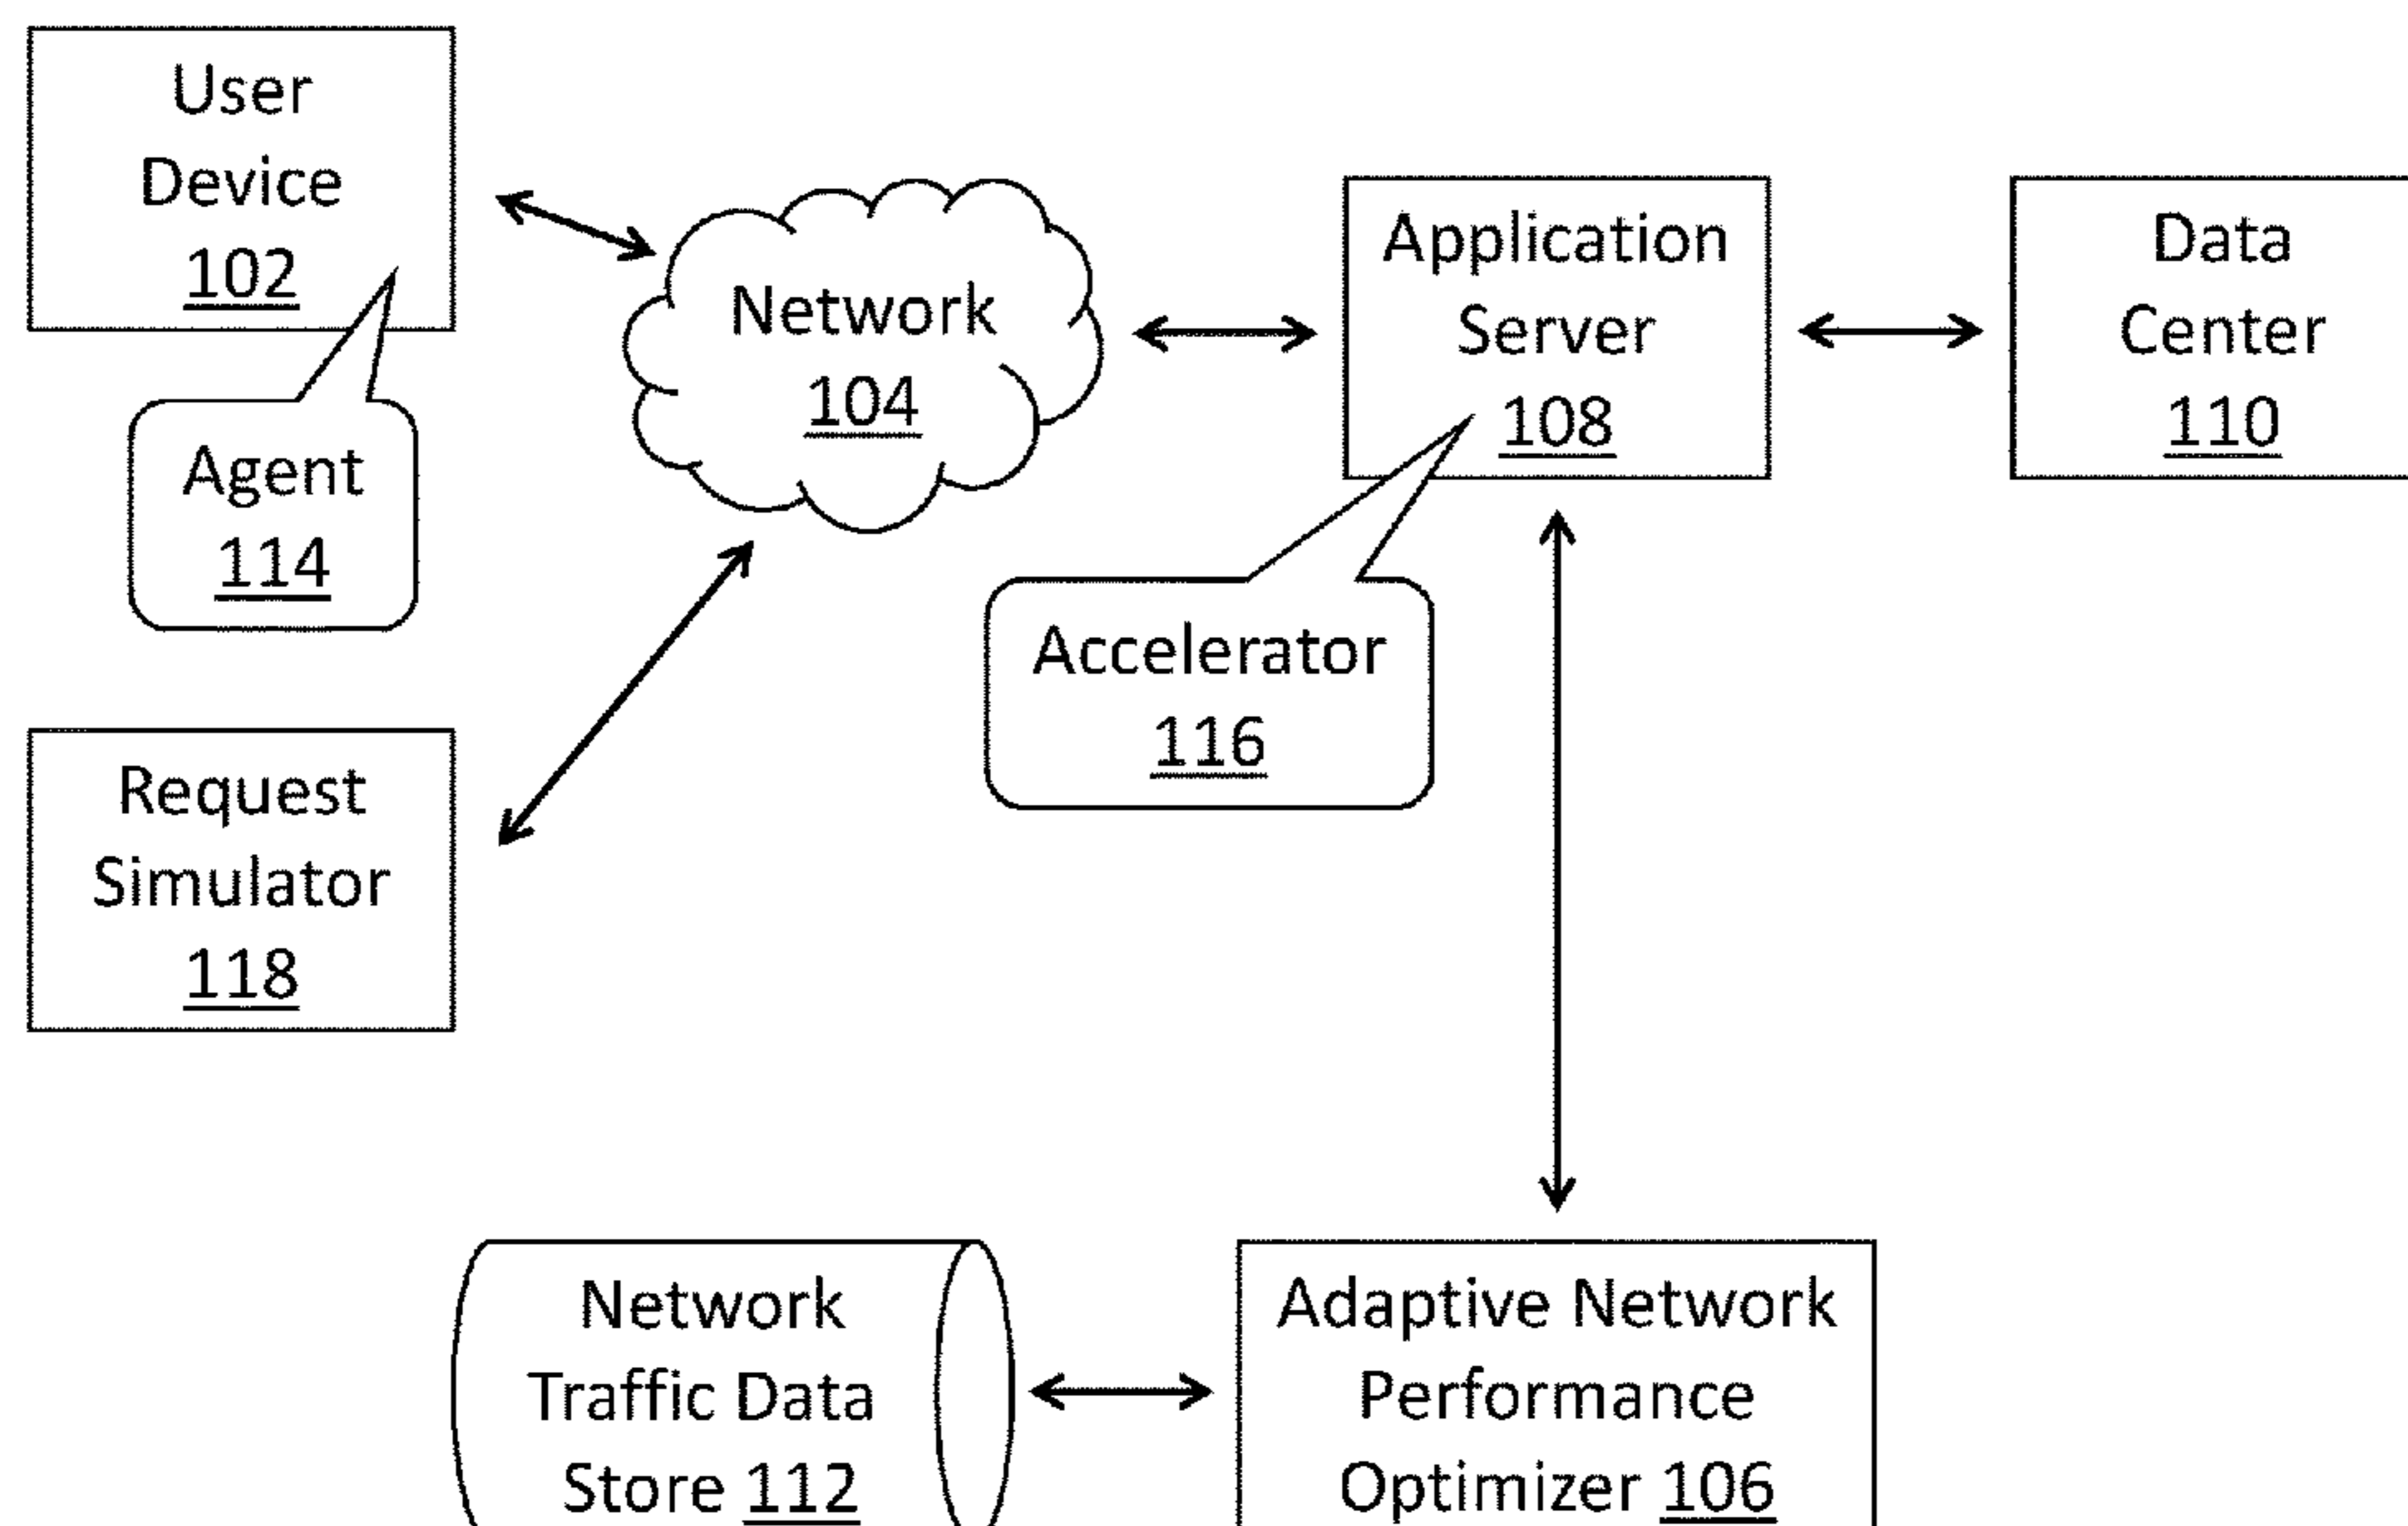 User
Device
102
Agent
114
Network
104
Application
Server
108
Data
Center
110
Accelerator
116
Request
Simulator
118
Network
Traffic Data
Store 112
Adaptive Network
Performance
Optimizer 106